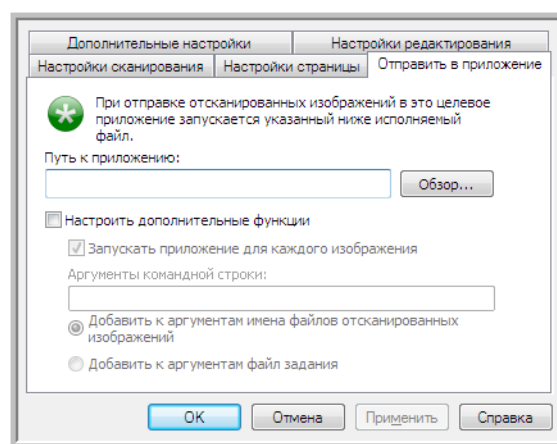 Дополнительные настройки
Настройки редактирования
Настройки сканирования
Настройки страницы
Отправить в приложение
При отправке отсканированных изображений в это целевое
приложение запускается указанный ниже исполняемый
файл.
Путь к приложению:
Обзор...
Настроить дополнительные функции
Запускать приложение для каждого изображения
Аргументы командной строки:
Добавить к аргументам имена файлов отсканированных
изображений
Добавить к аргументам файл задания
OK
Отмена
Применить
Справка